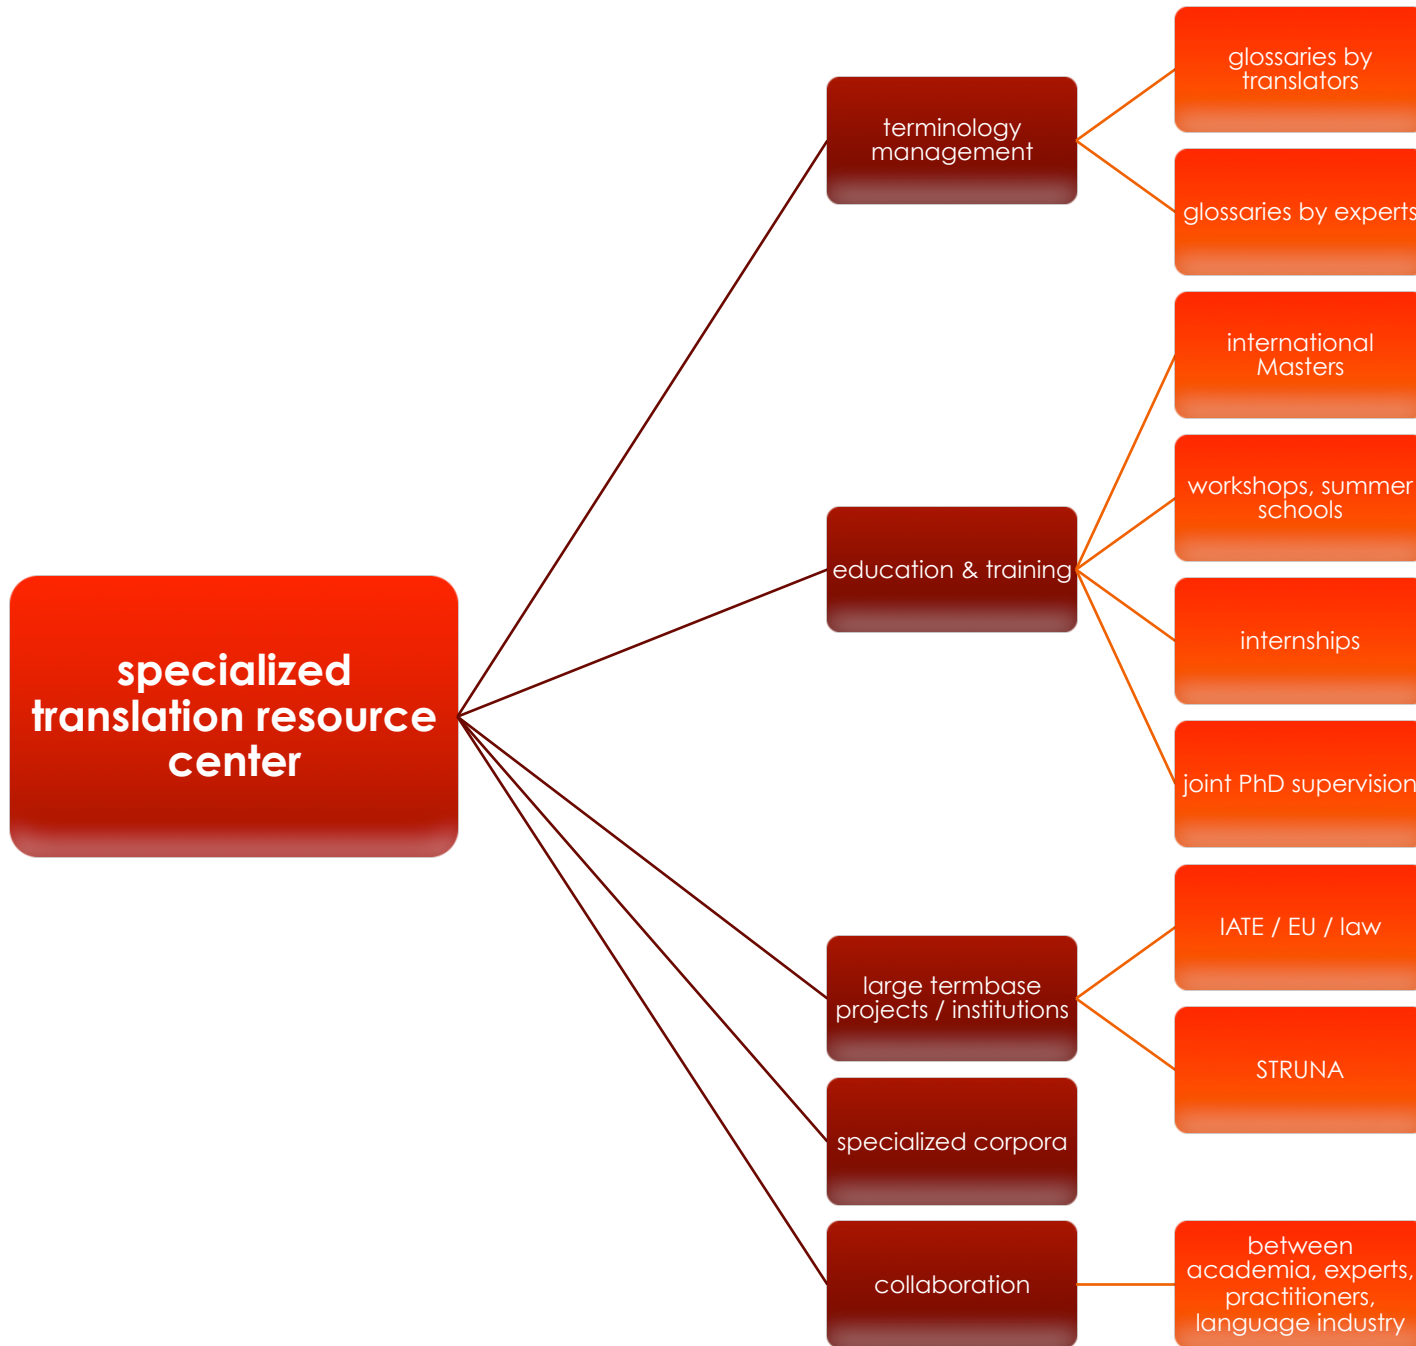 specialized
translation resource
center
terminology
management
glossaries by
translators
glossaries by experts
education & training
international
Masters
workshops, summer
schools
internships
joint PhD supervision
large termbase
projects / institutions
IATE / EU / law
STRUNA
specialized corpora
collaboration
between
academia, experts,
practitioners,
language industry